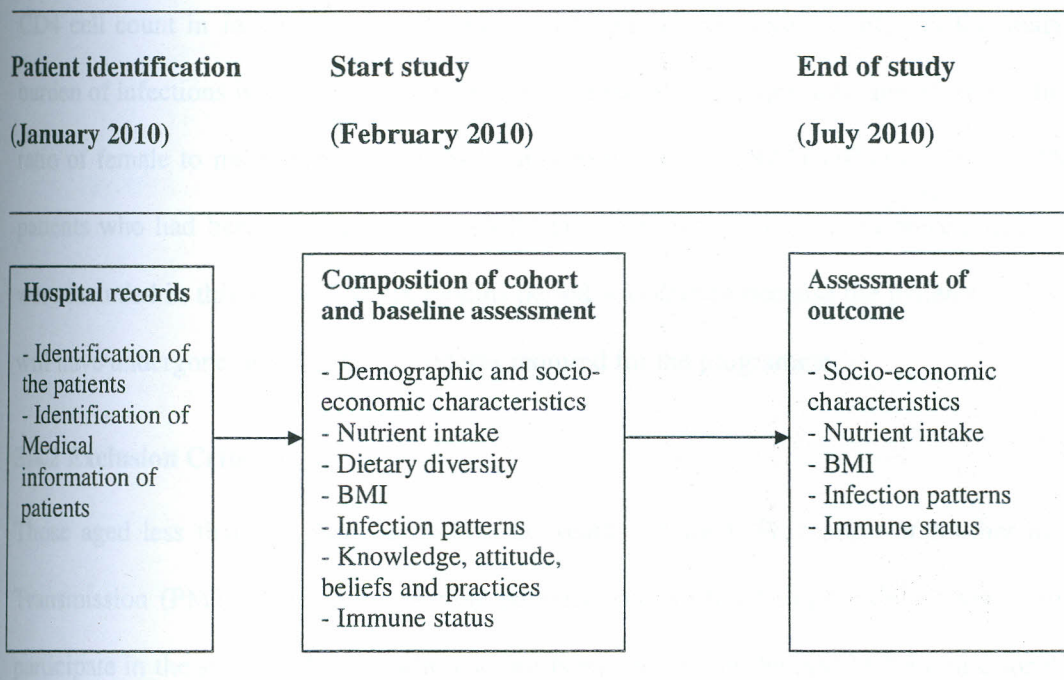 Patient identification Start study End of study
(January 2010) (February 2010) (July 2010)
Hospital records
- Identification of
the patients
- Identification of
Medical
information of
patients
Composition of cohort
and baseline assessment
- Demographic and socio-
economic characteristics
- Nutrient intake
- Dietary diversity
- BMI
- Infection patterns
- Knowledge, attitude,
beliefs and practices
- Immune status
Assessment of
outcome
- Socio-economic
characteristics
- Nutrient intake
- BMI
- Infection patterns
- Immune status